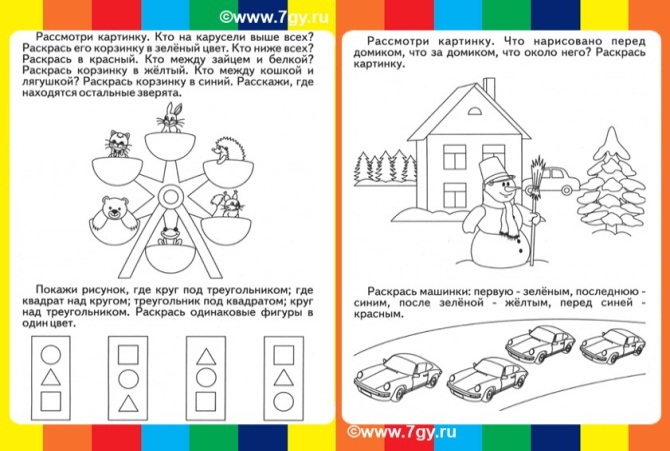 ©www.7gy.ru
Рассмотри картинку. Кто на карусели выше всех?
Раскрась его корзинку в зелёный цвет. Кто ниже всех?
Раскрась в красный. Кто между зайцем и белкой?
Раскрась корзинку в жёлтый. Кто между кошкой и
лягушкой? Раскрась корзинку в синий. Расскажи, где
находятся остальные зверята.
Покажи рисунок, где круг под треугольником; где
квадрат над кругом; треугольник под квадратом; круг
над треугольником. Раскрась одинаковые фигуры в
один цвет.
Рассмотри картинку. Что нарисовано перед
домиком, что за домиком, что около него? Раскрась
картинку.
Раскрась машинки: первую - зелёным, последнюю -
синим, после зелёной - жёлтым, перед синей -
красным.
©www.7gy.ru